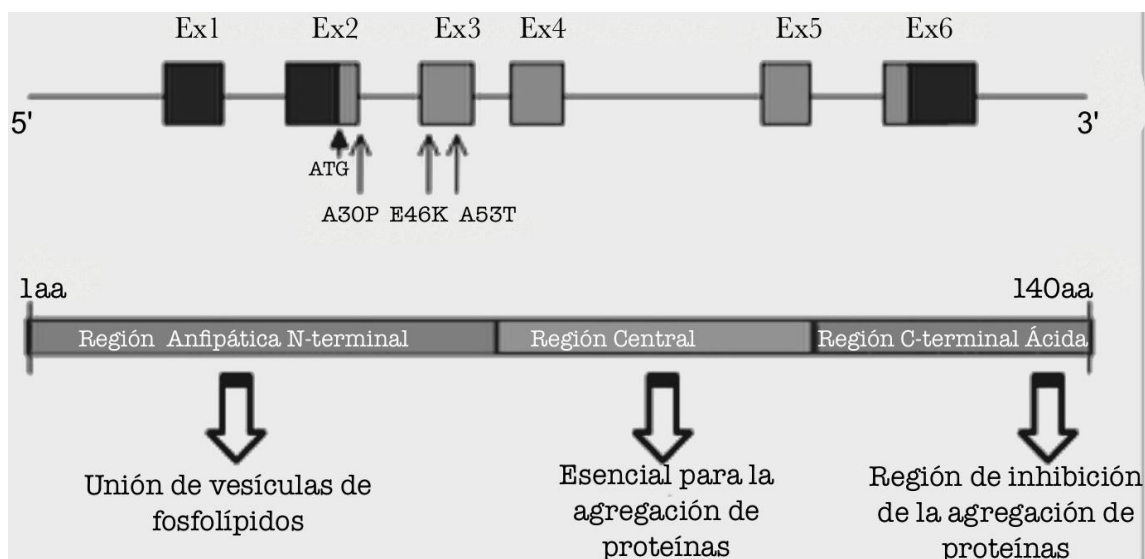 Ex1 Ex2 Ex3 Ex4 Ex5 Ex6
5' 3'
ATG
A30P E46K A53T
1aa 140aa
Región Anfipática N-terminal Región Central Región C-terminal Ácida
Unión de vesículas de
fosfolípidos
Esencial para la
agregación de
proteínas
Región de inhibición
de la agregación de
proteínas